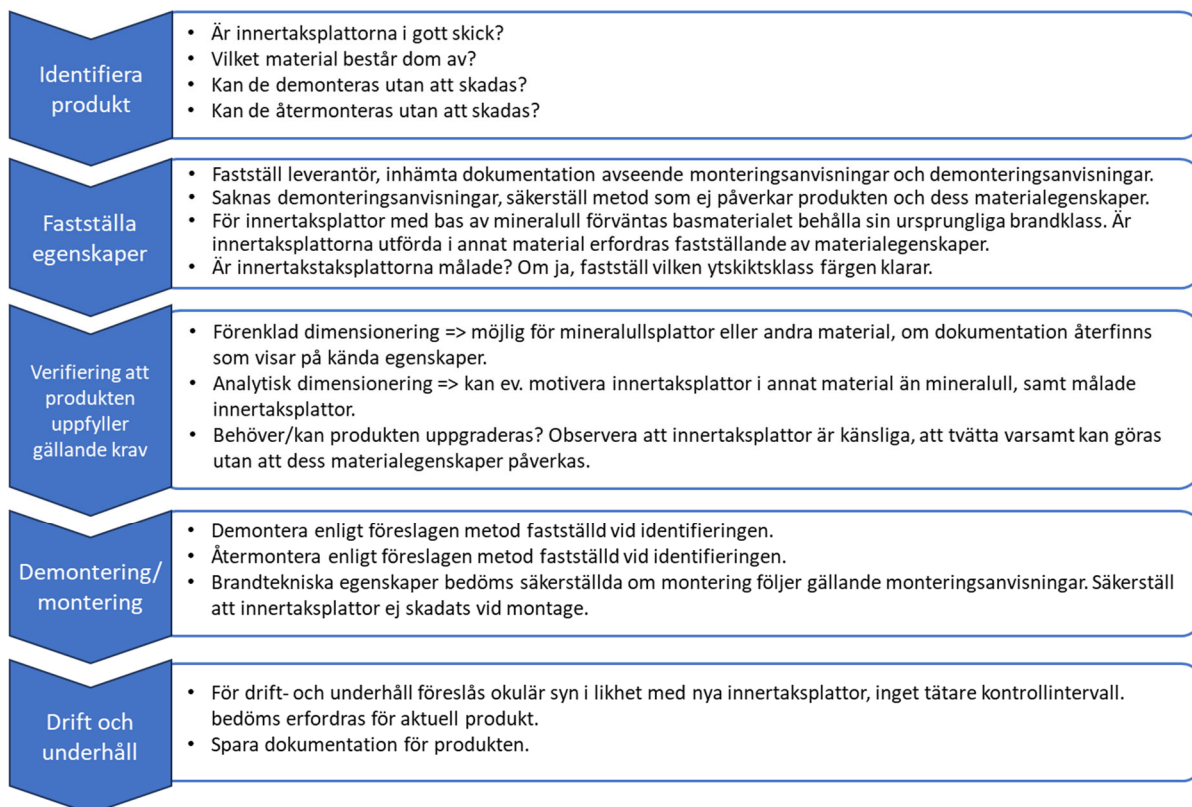 Identifiera
produkt
• Är innertaksplattorna i gott skick?
• Vilket material består dom av?
• Kan de demonteras utan att skadas?
• Kan de återmonteras utan att skadas?
Fastställa
egenskaper
• Fastställ leverantör, inhämta dokumentation avseende monteringsanvisningar och demonteringsanvisningar.
• Saknas demonteringsanvisningar, säkerställ metod som ej påverkar produkten och dess materialegenskaper.
• För innertaksplattor med bas av mineralull förväntas basmaterialet behålla sin ursprungliga brandklass. Är
innertaksplattorna utförda i annat material erfordras fastställande av materialegenskaper.
• Är innertakstaksplattorna målade? Om ja, fastställ vilken ytskiktsklass färgen klarar.
Verifiering att
produkten
uppfyller
gällande krav
• Förenklad dimensionering => möjlig för mineralullsplattor eller andra material, om dokumentation återfinns
som visar på kända egenskaper.
• Analytisk dimensionering => kan ev. motivera innertaksplattor i annat material än mineralull, samt målade
innertaksplattor.
• Behöver/kan produkten uppgraderas? Observera att innertaksplattor är känsliga, att tvätta varsamt kan göras
utan att dess materialegenskaper påverkas.
Demontering/
montering
• Demontera enligt föreslagen metod fastställd vid identifieringen.
• Återmontera enligt föreslagen metod fastställd vid identifieringen.
• Brandtekniska egenskaper bedöms säkerställda om montering följer gällande monteringsanvisningar. Säkerställ
att innertaksplattor ej skadats vid montage.
Drift och
underhåll
• För drift- och underhåll föreslås okulär syn i likhet med nya innertaksplattor, inget tätare kontrollintervall.
bedöms erfordras för aktuell produkt.
• Spara dokumentation för produkten.